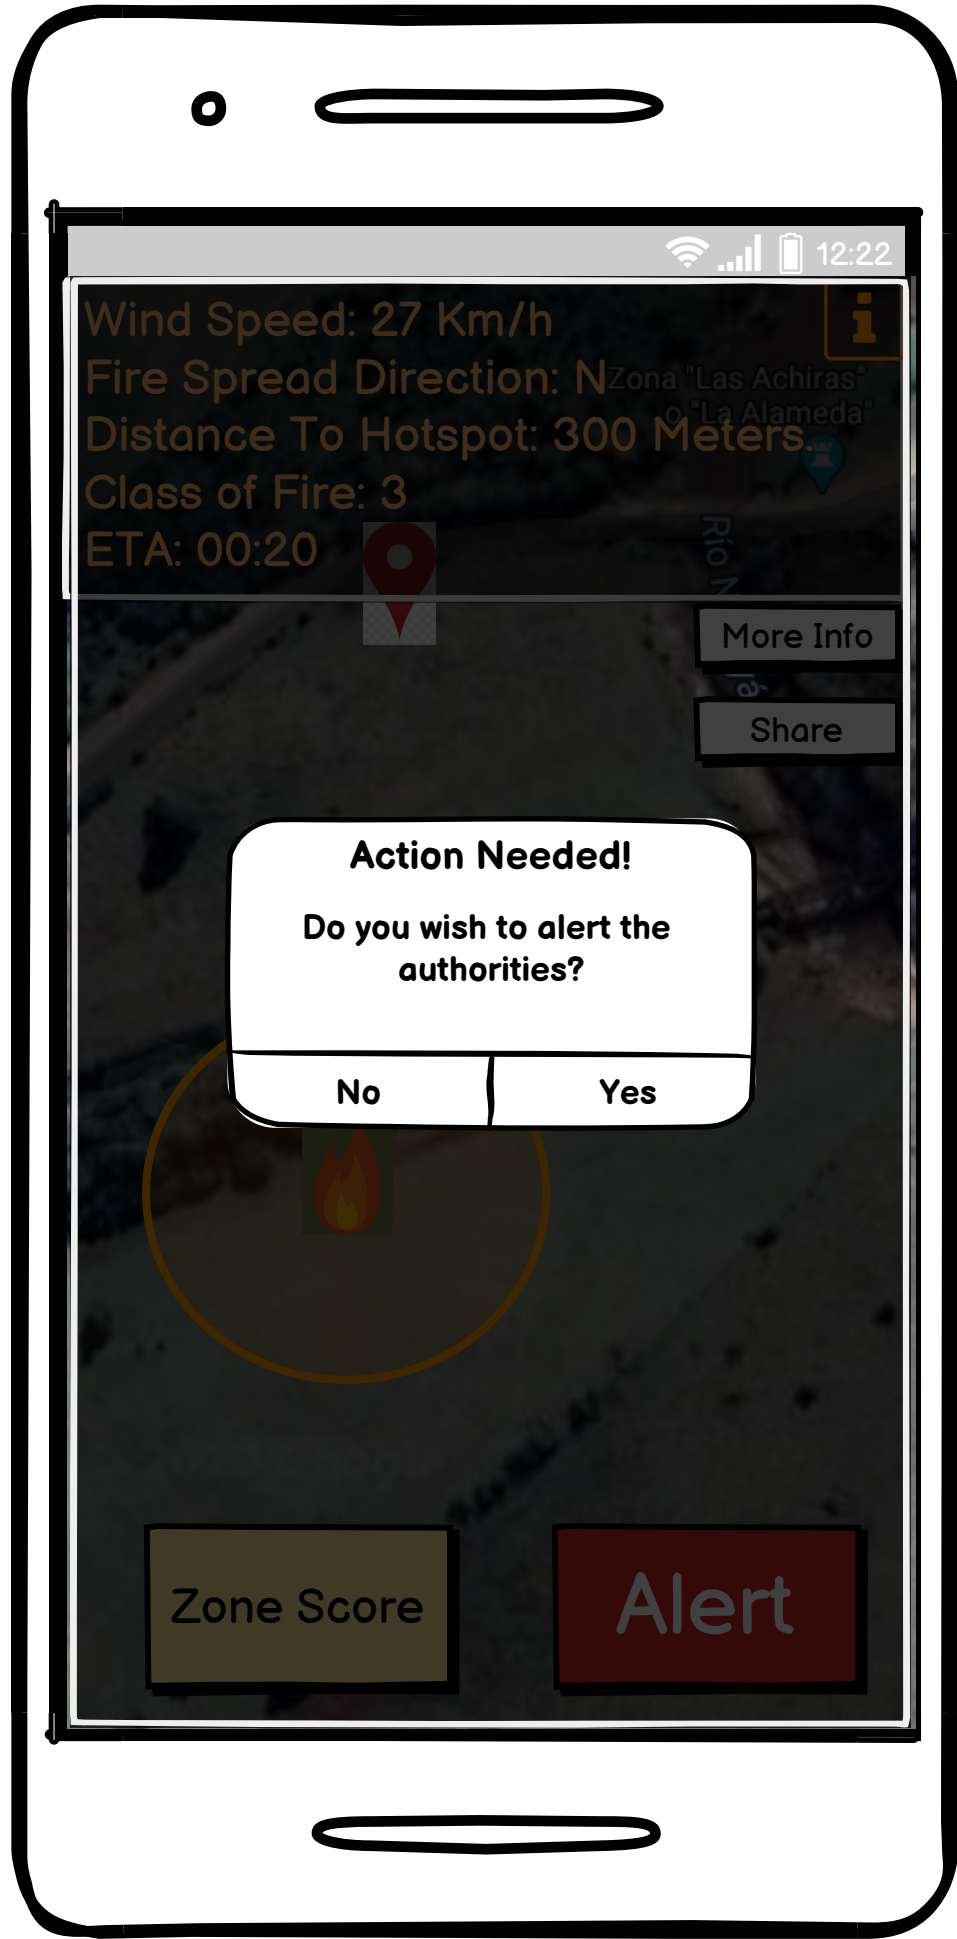 12:22
Wind Speed: 27 Km/h
i
Fire Spread Direction: N
Zona "Las Achiras"
o "La Alameda"
Distance To Hotspot: 300 Meters
Class of Fire: 3
ETA: 00:20
Río
More Info
Share
Action Needed!
Do you wish to alert the
authorities?
No
Yes
Zone Score
Alert